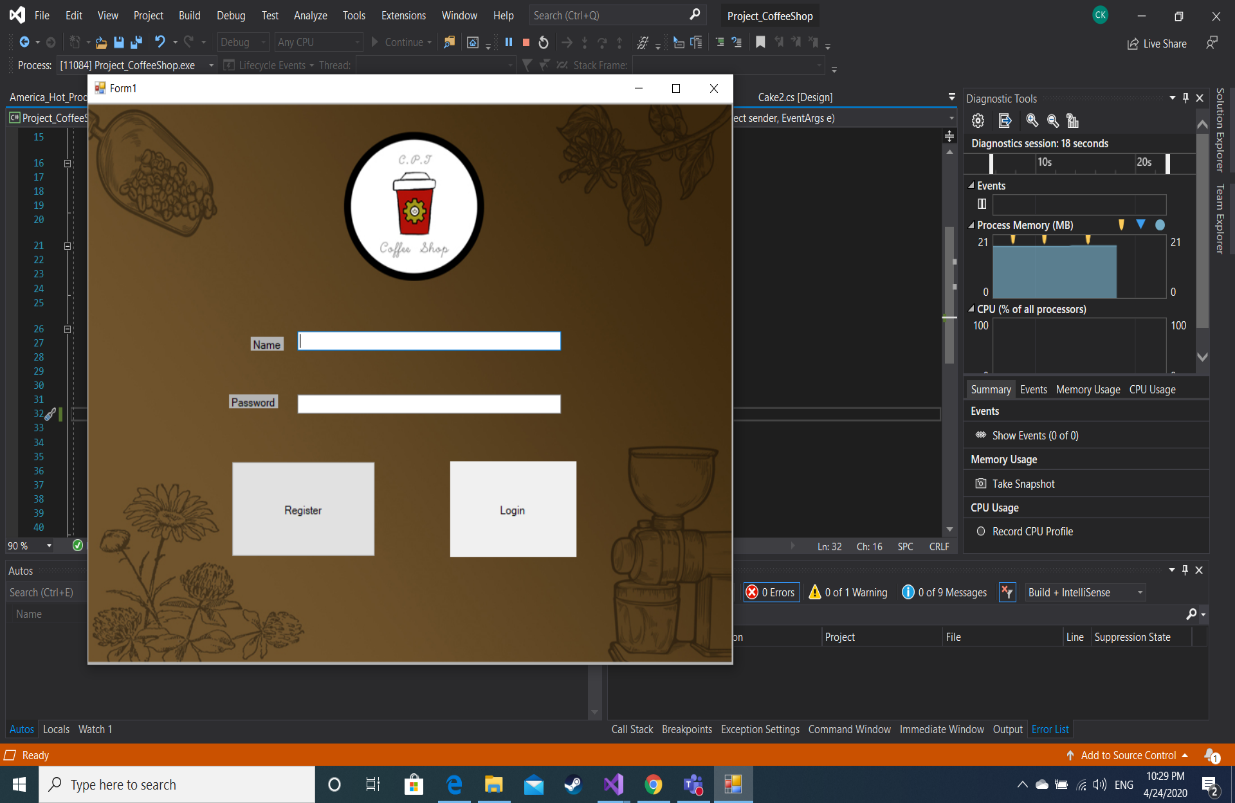 File Edit View Project Build Debug Test Analyze Tools Extensions Window Help Search (Ctrl+Q) Project_CoffeeShop CK
Debug Any CPU Continue Live Share
Process: [11084] Project_CoffeeShop.exe Lifecycle Events Thread: Stack Frame:
Form1
America_Hot_Proc Cake2.cs [Design] Diagnostic Tools
Project_CoffeeS ect sender, EventArgs e)
Diagnostics session: 18 seconds
10s 20s
Events
Process Memory (MB)
21 21
0 0
CPU (% of all processors)
100 100
Summary Events Memory Usage CPU Usage
Events
Show Events (0 of 0)
Memory Usage
Take Snapshot
CPU Usage
Record CPU Profile
Solution Explorer
Team Explorer
15
16
17
18
19
20
21
22
23
24
25
26
27
28
29
30
31
32
33
34
35
36
37
38
39
40
C.P.T
Coffee Shop
Name
Password
Register Login
90 % Ln: 32 Ch: 16 SPC CRLF
Autos
Search (Ctrl+E)
Name
0 Errors 0 of 1 Warning 0 of 9 Messages Build + IntelliSense
on Project File Line Suppression State
Autos Locals Watch 1
Call Stack Breakpoints Exception Settings Command Window Immediate Window Output Error List
Ready Add to Source Control 1
Type here to search
ENG 10:29 PM
4/24/2020 2